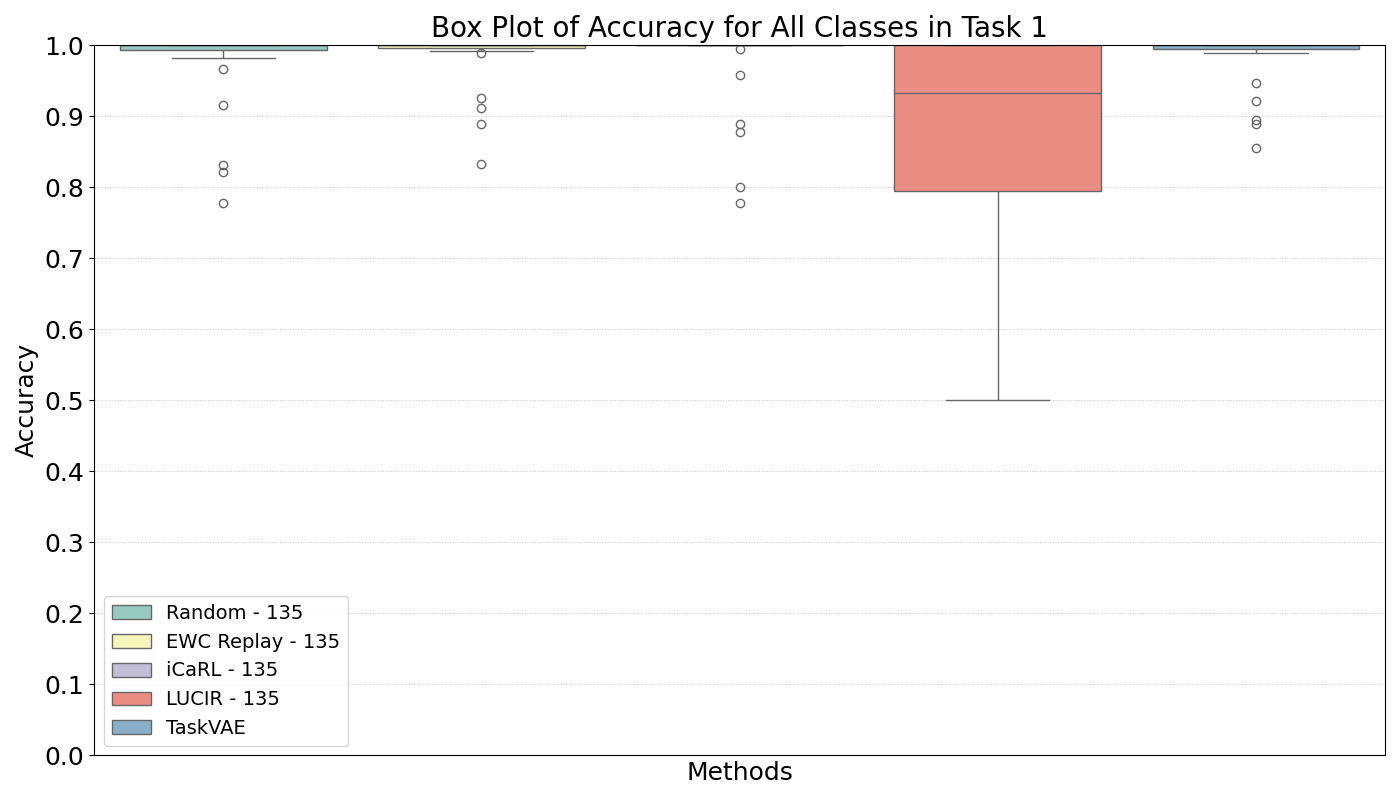 Box Plot of Accuracy for All Classes in Task 1
1.0
0.9
0.8
0.7
0.6
0.5
0.4
0.3
0.2
0.1
0.0
Accuracy
Methods
Random - 135
EWC Replay - 135
iCaRL - 135
LUCIR - 135
TaskVAE